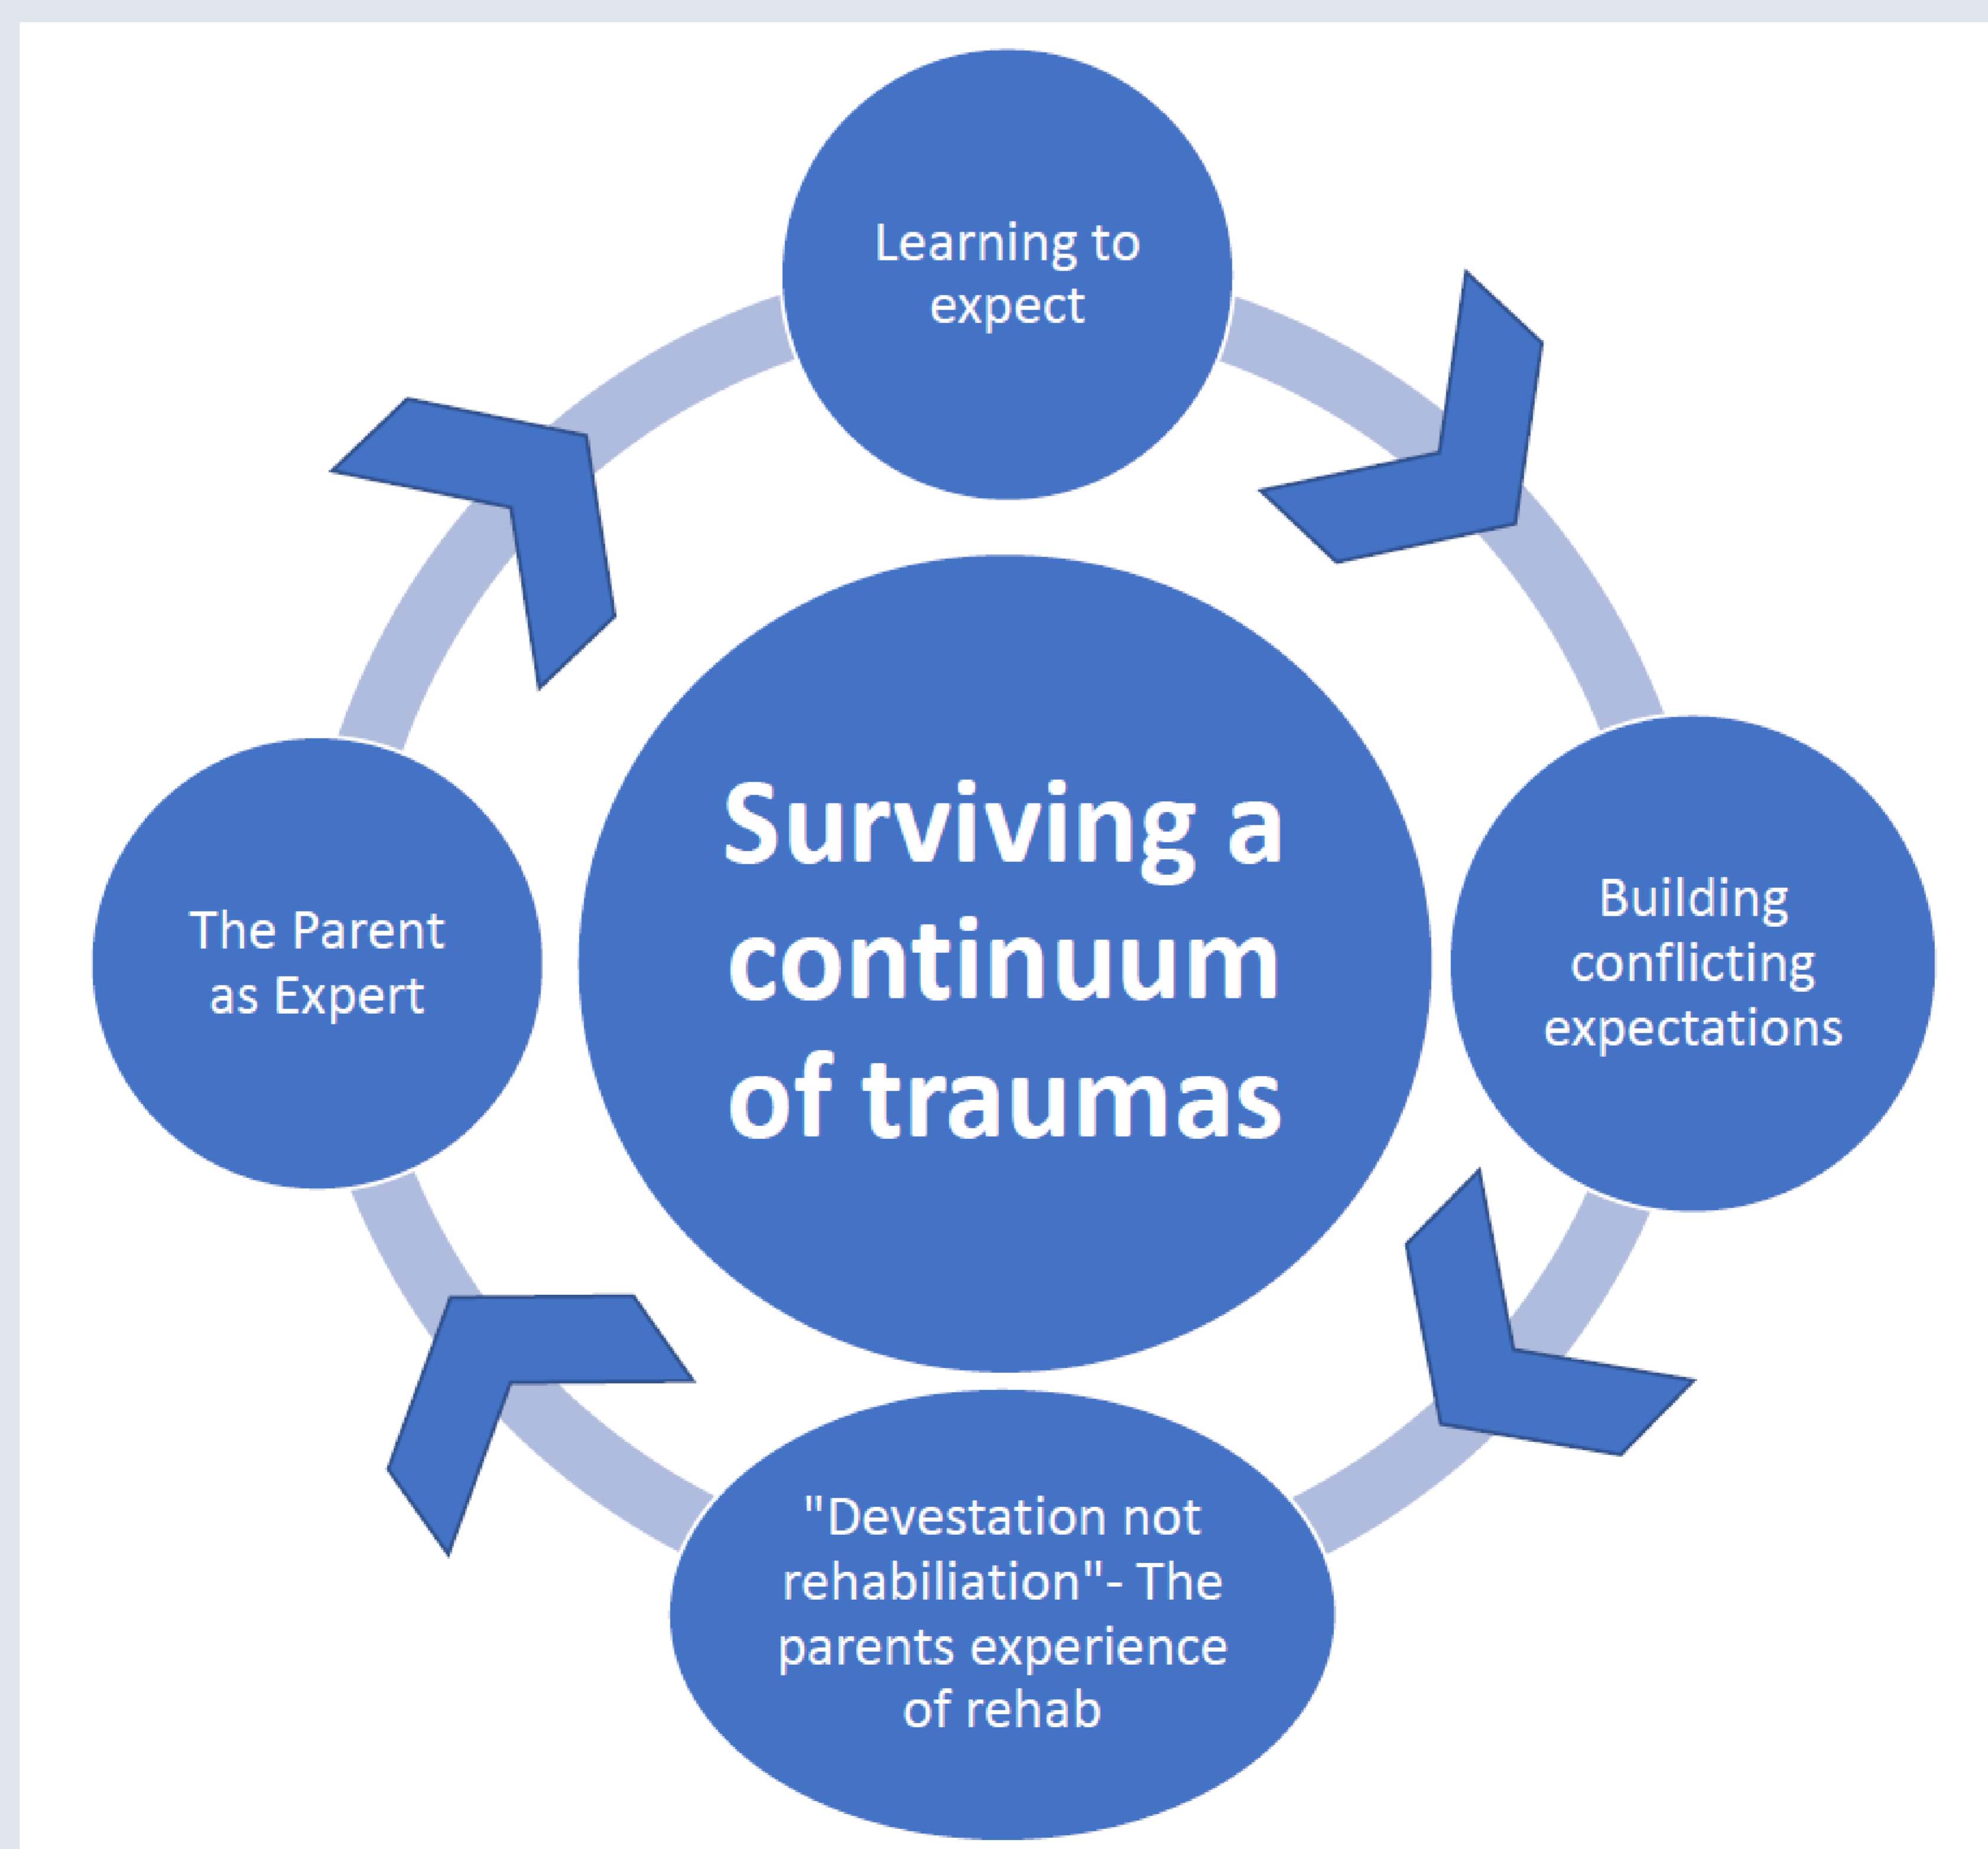 Learning to
expect
Surviving a
continuum
of traumas
Building
conflicting
expectations
"Devestation not
rehabiliation"- The
parents experience
of rehab
The Parent
as Expert